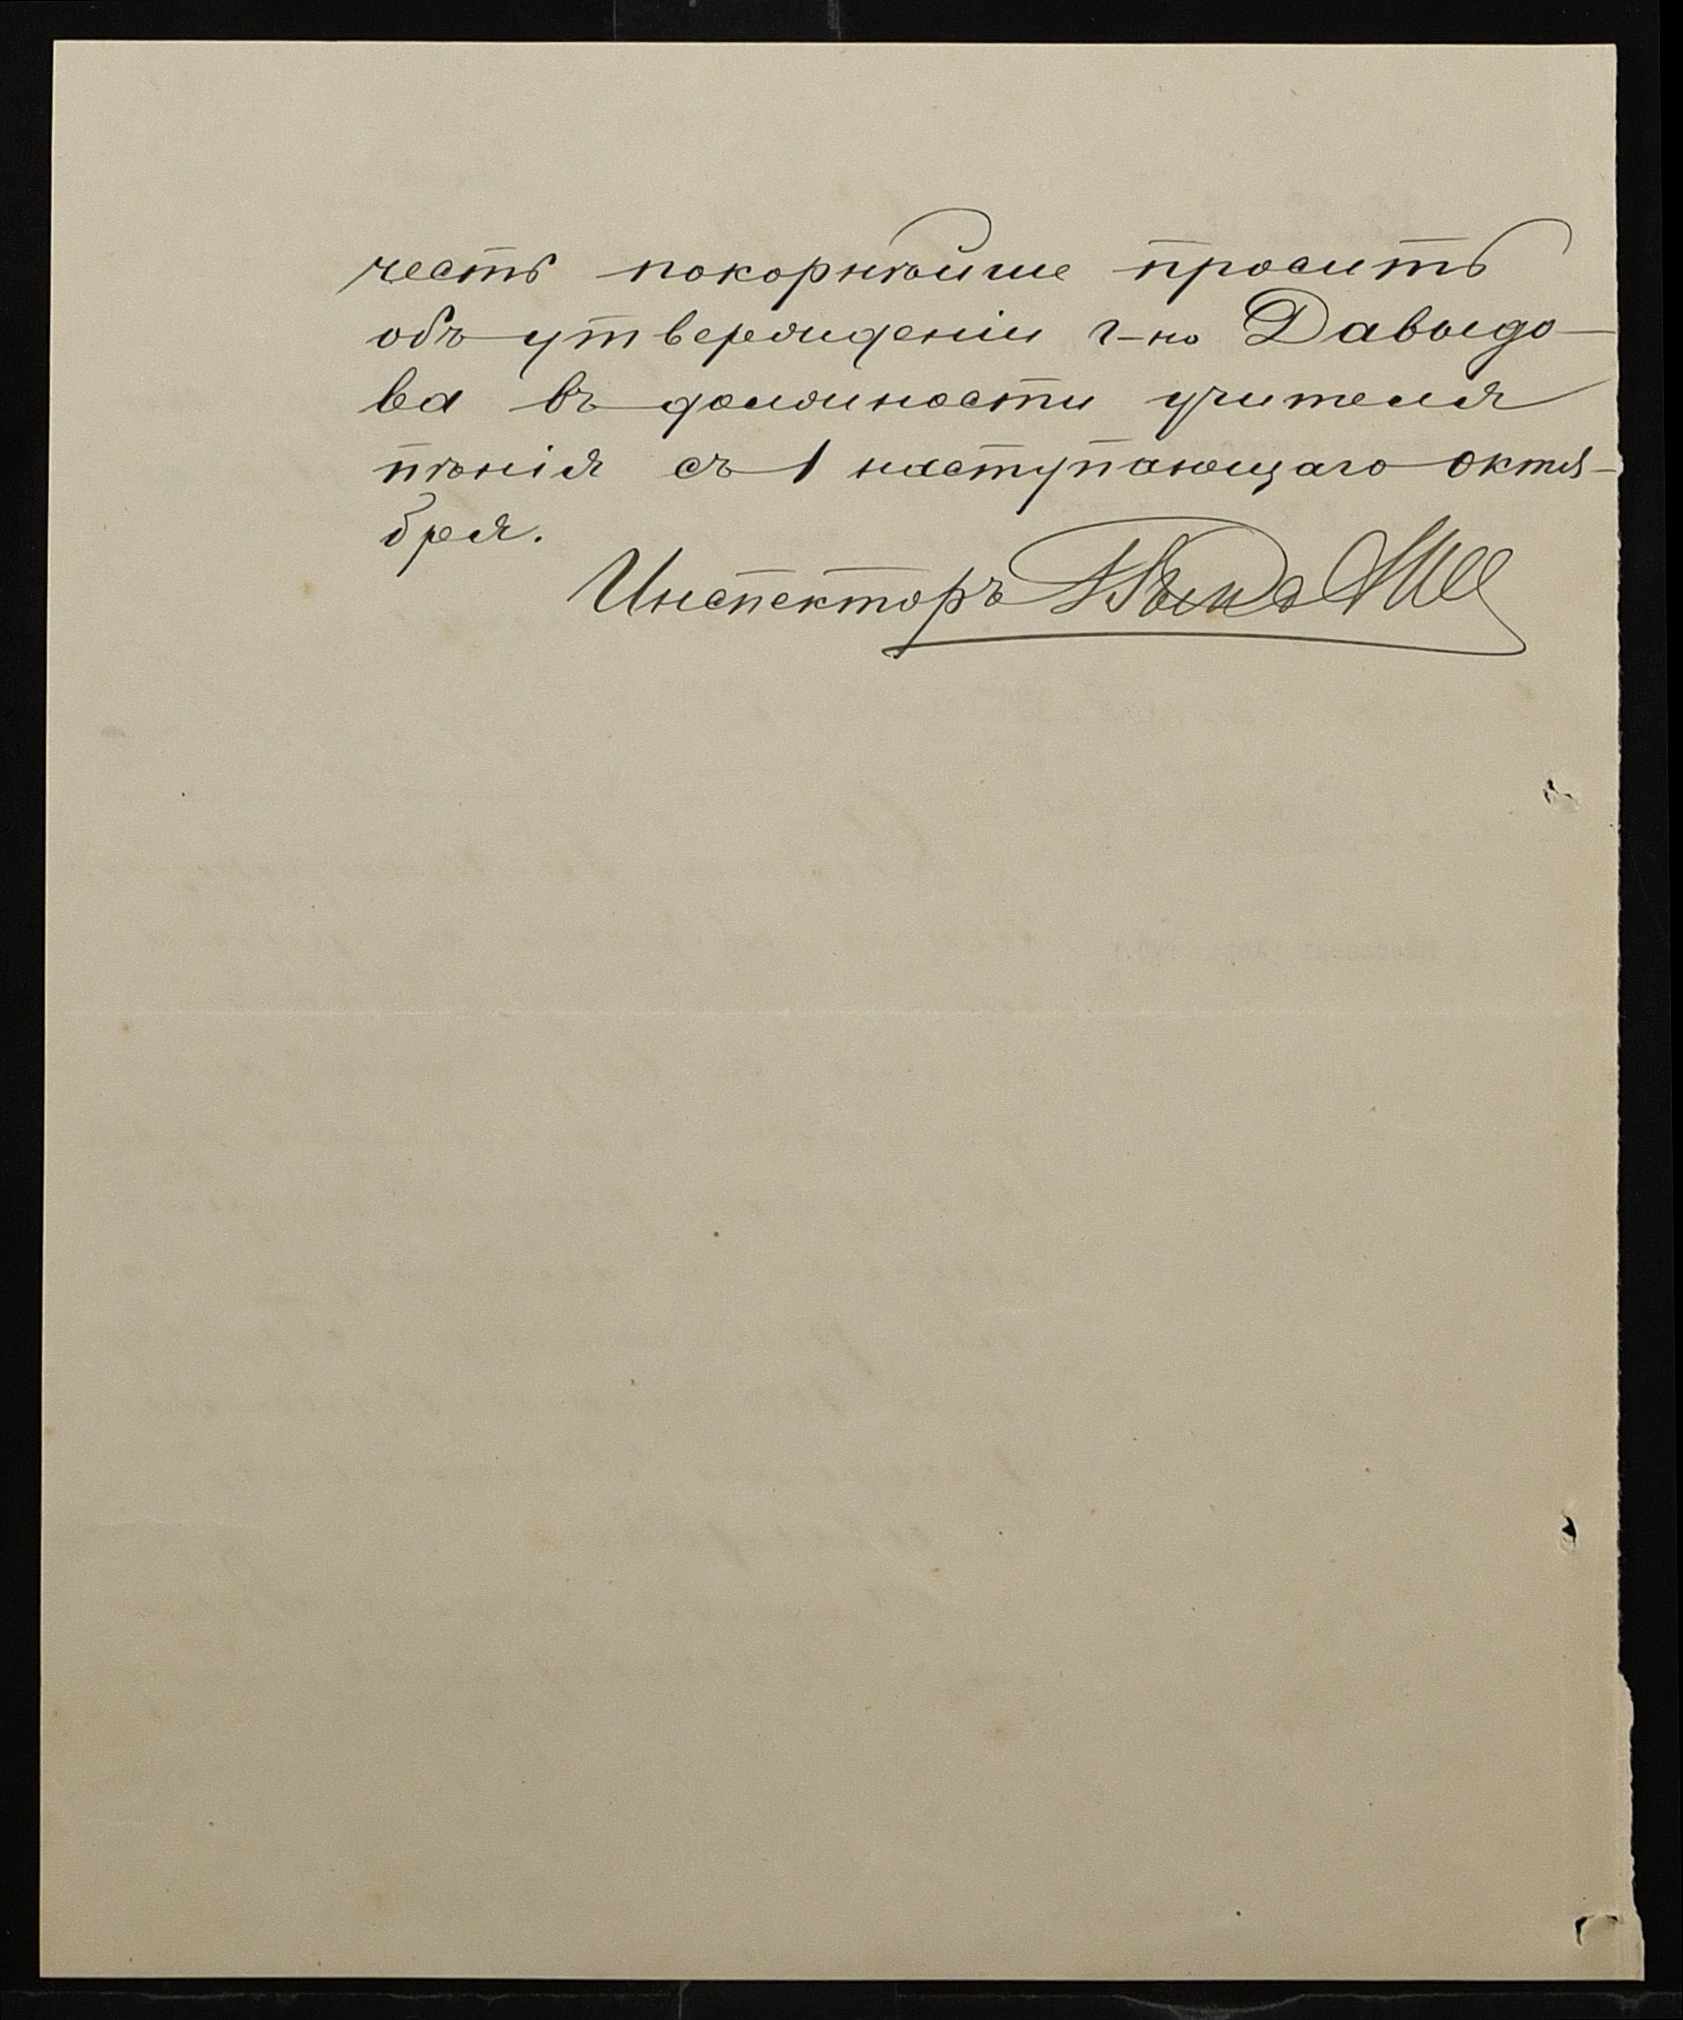 честь покорнѣйше просить
объ утвержденіи г-на Давыдо-
ва въ должности учителя
пѣнія съ 1 наступающаго октя-
бря.
Инспекторъ